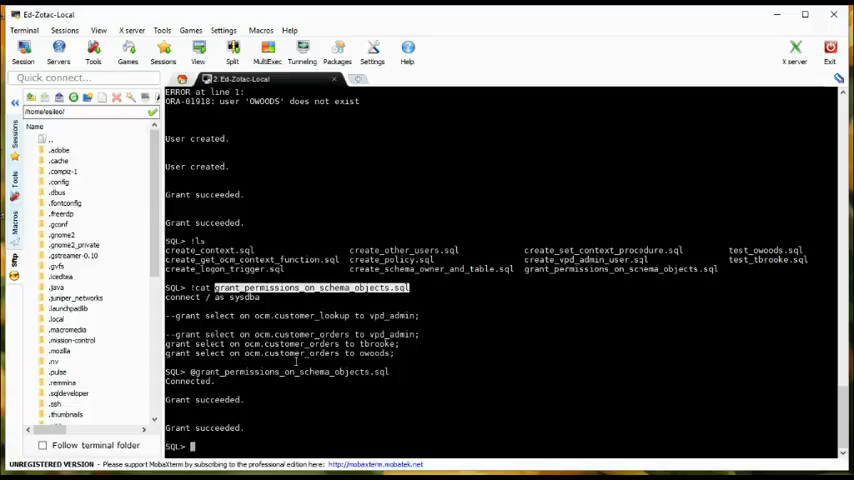 Ed-Zotac-Local
Terminal Sessions View X server Tools Games Settings Macros Help
Session Servers Tools Games Sessions View Split MultiExec Tunneling Packages Settings Help X server Exit
Quick connect...
2. Ed-Zotac-Local
/home/esileo/
Name
..
.adobe
.cache
.compiz-1
.config
.dbus
.fontconfig
.freerdp
.gconf
.gnome2
.gnome2_private
.gstreamer-0.10
.gvfs
.icedtea
.java
.juniper_networks
.launchpadlib
.local
.macromedia
.mission-control
.mozilla
.nv
.pulse
.remmina
.sqldeveloper
.ssh
.thumbnails
Sessions
Tools
Macros
Sftp
Follow terminal folder
ERROR at line 1:
ORA-01918: user 'OWOODS' does not exist
User created.
User created.
Grant succeeded.
Grant succeeded.
SQL> !ls
create_context.sql create_other_users.sql create_set_context_procedure.sql test_owoods.sql
create_get_ocm_context_function.sql create_policy.sql create_vpd_admin_user.sql test_tbrooke.sql
create_logon_trigger.sql create_schema_owner_and_table.sql grant_permissions_on_schema_objects.sql
SQL> !cat grant_permissions_on_schema_objects.sql
connect / as sysdba
--grant select on ocm.customer_lookup to vpd_admin;
--grant select on ocm.customer_orders to vpd_admin;
grant select on ocm.customer_orders to tbrooke;
grant select on ocm.customer_orders to owoods;
SQL> @grant_permissions_on_schema_objects.sql
Connected.
Grant succeeded.
Grant succeeded.
SQL>
UNREGISTERED VERSION - Please support MobaXterm by subscribing to the professional edition here: http://mobaxterm.mobatek.net